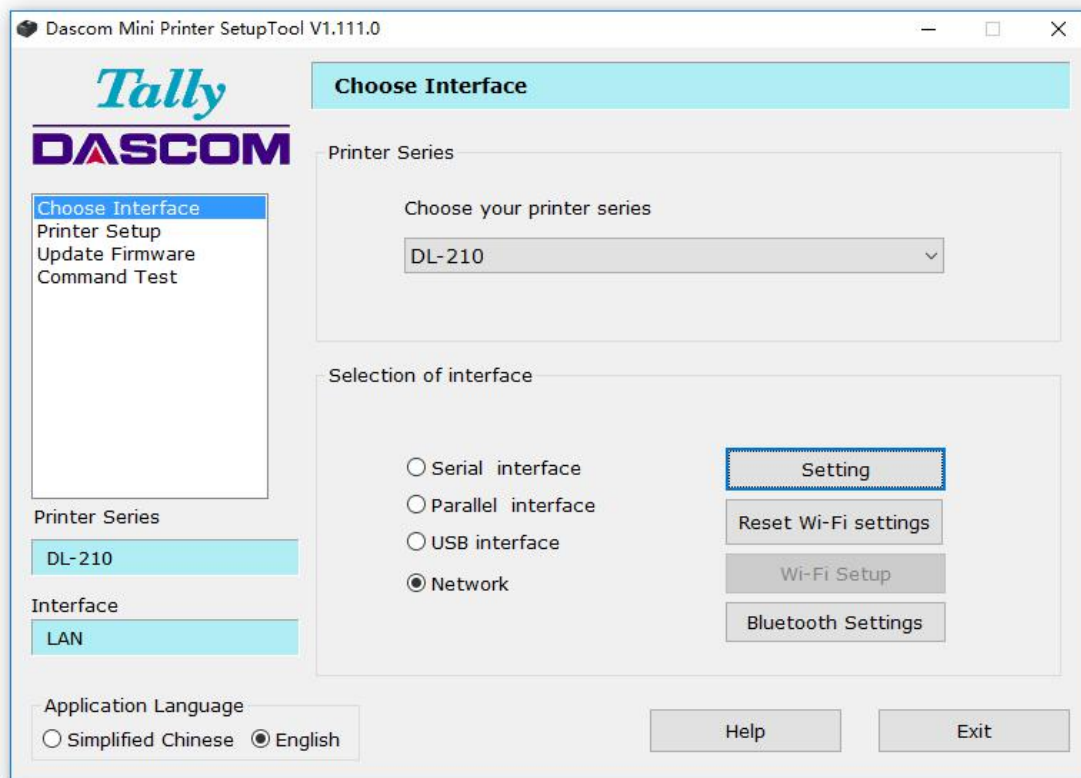 Dascom Mini Printer SetupTool V1.111.0
Tally
DASCOM
Choose Interface
Printer Setup
Update Firmware
Command Test
Printer Series
DL-210
Interface
LAN
Application Language
Simplified Chinese
English
Choose Interface
Printer Series
Choose your printer series
DL-210
Selection of interface
Serial interface
Parallel interface
USB interface
Network
Setting
Reset Wi-Fi settings
Wi-Fi Setup
Bluetooth Settings
Help
Exit